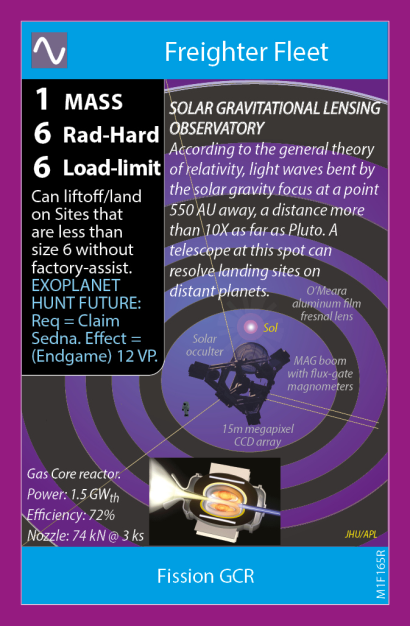 Freighter Fleet
1 MASS
6 Rad-Hard
6 Load-limit
Can liftoff/land
on Sites that
are less than
size 6 without
factory-assist.
EXOPLANET
HUNT FUTURE:
Req = Claim
Sedna. Effect =
(Endgame) 12 VP.
SOLAR GRAVITATIONAL LENSING
OBSERVATORY
According to the general theory
of relativity, light waves bent by
the solar gravity focus at a point
550 AU away, a distance more
than 10X as far as Pluto. A
telescope at this spot can
resolve landing sites on
distant planets.
O'Meara
aluminum film
fresnal lens
Sol
Solar
occulter
MAG boom
with flux-gate
magnometers
15m megapixel
CCD array
Gas Core reactor.
Power: 1.5 GWth
Efficiency: 72%
Nozzle: 74 kN @ 3 ks
JHU/APL
Fission GCR
M1F165R